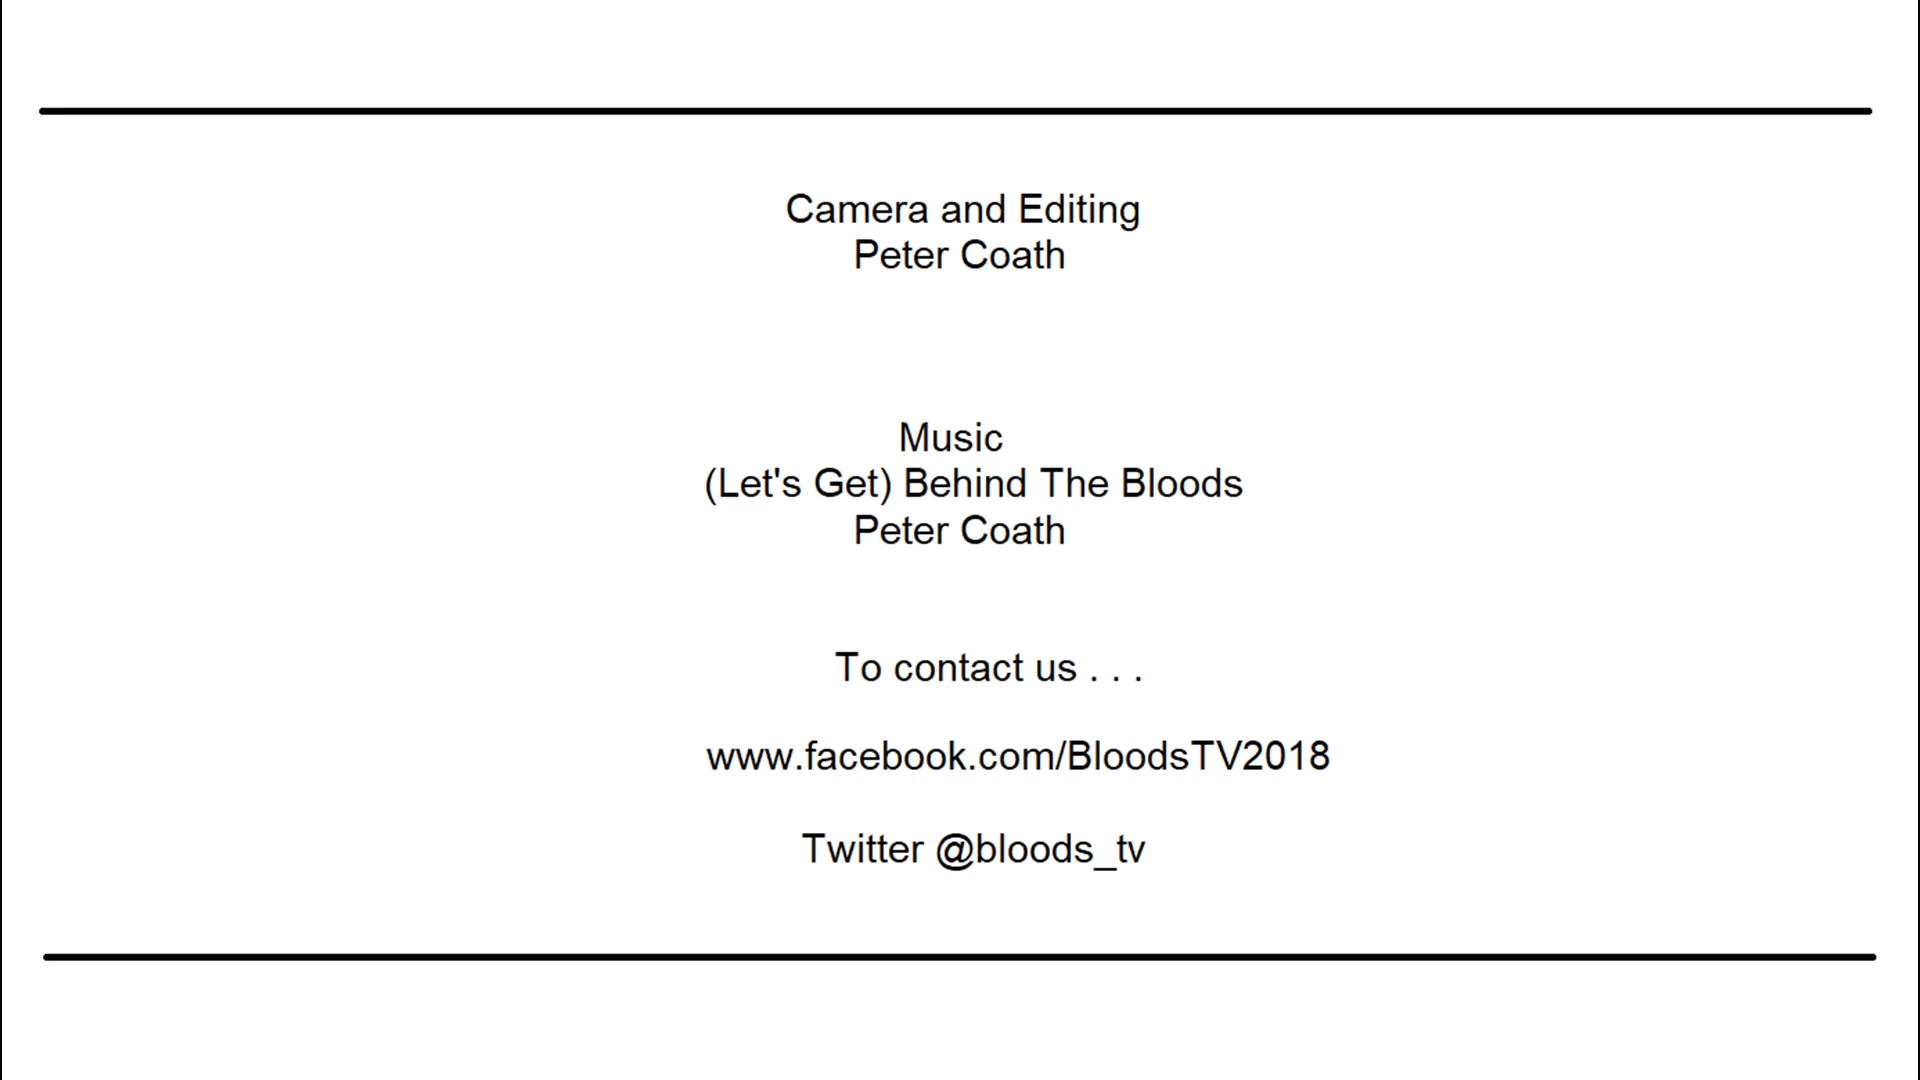 Camera and Editing
Peter Coath
Music
(Let's Get) Behind The Bloods
Peter Coath
To contact us . . .
www.facebook.com/BloodsTV2018
Twitter @bloods_tv